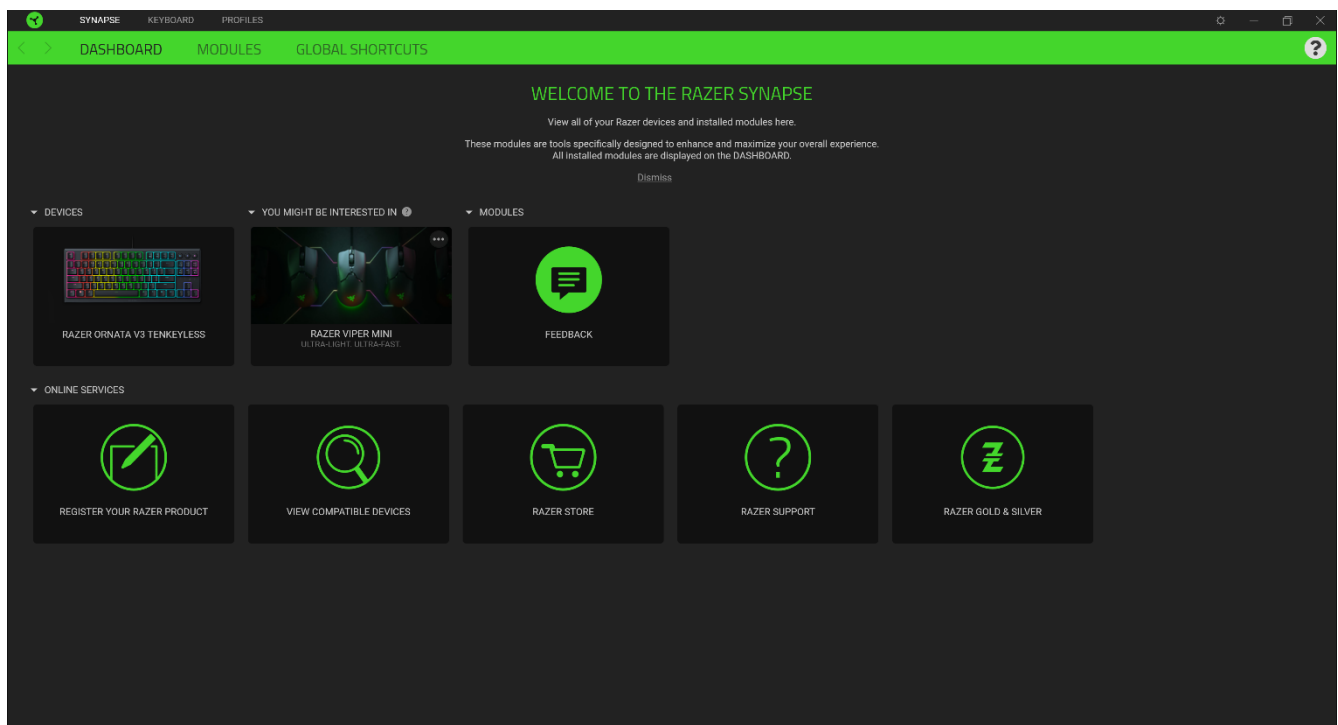 SYNAPSE KEYBOARD PROFILES
DASHBOARD MODULES GLOBAL SHORTCUTS
?
WELCOME TO THE RAZER SYNAPSE
View all of your Razer devices and installed modules here.
These modules are tools specifically designed to enhance and maximize your overall experience.
All installed modules are displayed on the DASHBOARD.
Dismiss
DEVICES
YOU MIGHT BE INTERESTED IN ?
MODULES
RAZER ORNATA V3 TENKEYLESS
RAZER VIPER MINI
ULTRA-LIGHT. ULTRA-FAST.
FEEDBACK
ONLINE SERVICES
REGISTER YOUR RAZER PRODUCT
VIEW COMPATIBLE DEVICES
RAZER STORE
RAZER SUPPORT
RAZER GOLD & SILVER